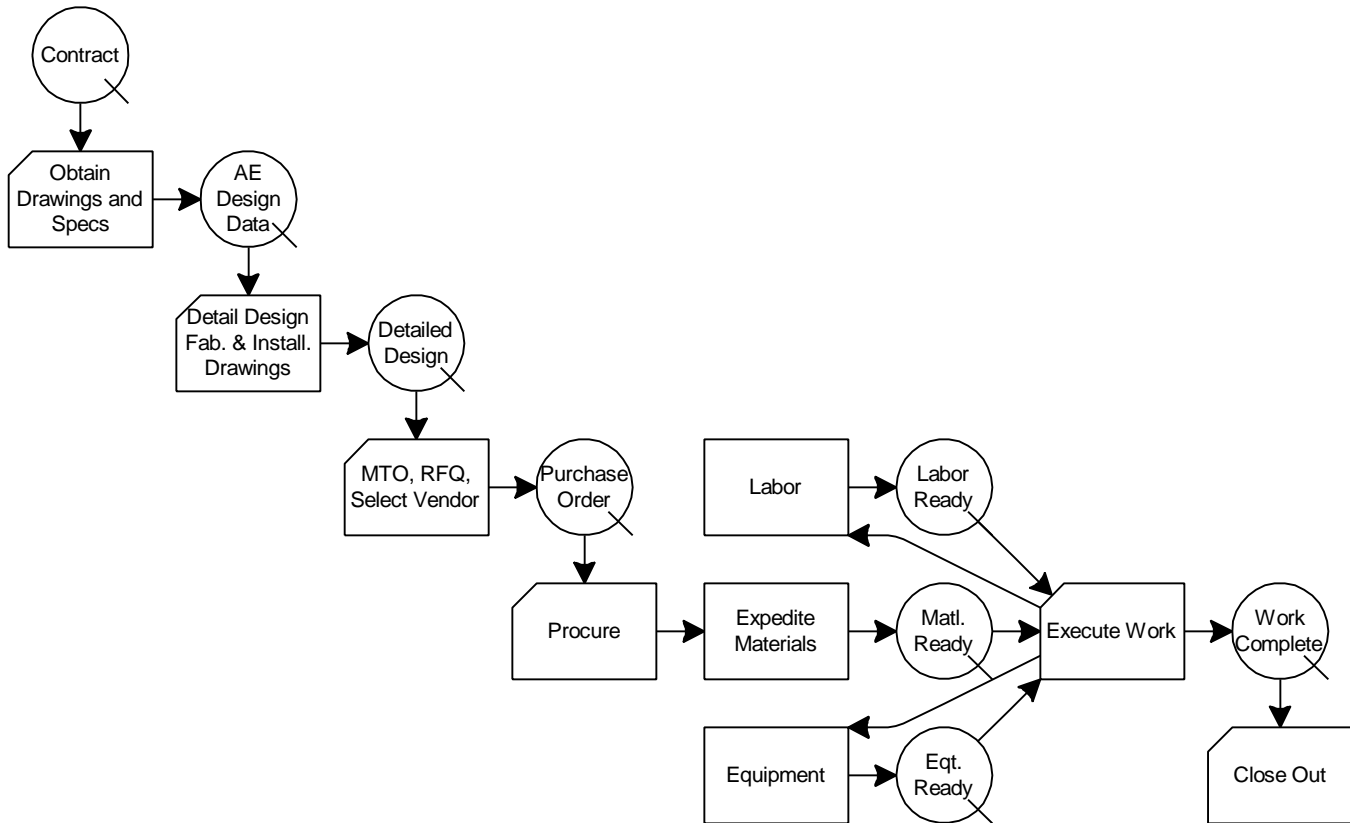 Contract
Obtain
Drawings and
Specs
AE
Design
Data
Detail Design
Fab. & Install.
Drawings
Detailed
Design
MTO, RFQ,
Select Vendor
Purchase
Order
Labor
Labor
Ready
Procure
Expedite
Materials
Matl.
Ready
Execute Work
Work
Complete
Equipment
Eqt.
Ready
Close Out